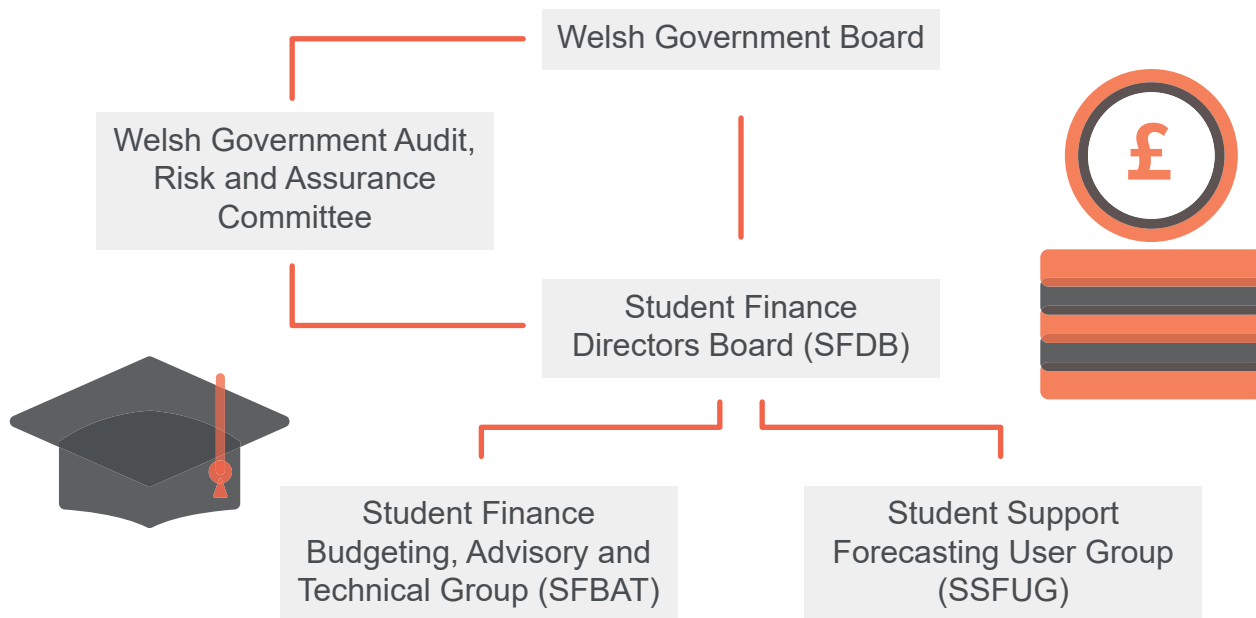 Welsh Government Board
Welsh Government Audit,
Risk and Assurance
Committee
£
Student Finance
Directors Board (SFDB)
Student Finance
Budgeting, Advisory and
Technical Group (SFBAT)
Student Support
Forecasting User Group
(SSFUG)